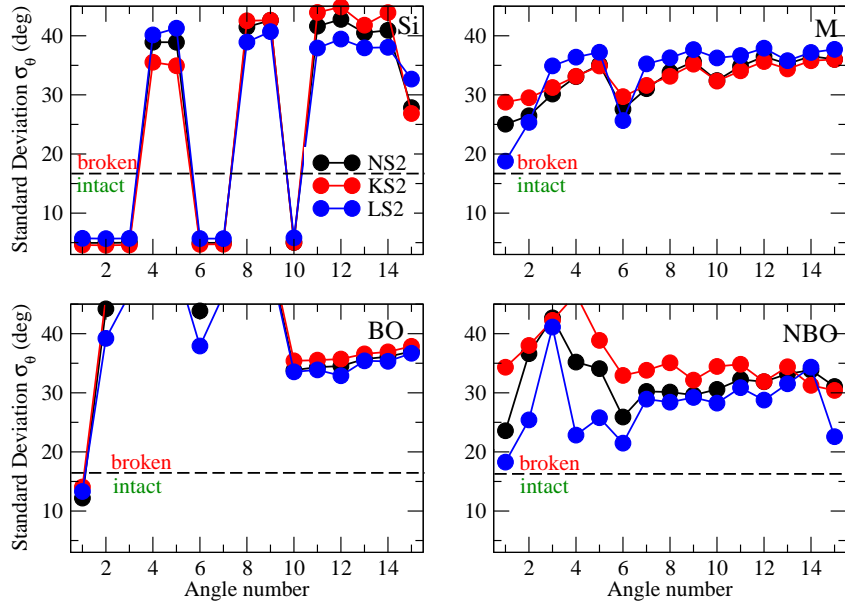 Standard Deviation σθ (deg)
40
30
20
10
Si
broken
intact
NS2
KS2
LS2
2 4 6 8 10 12 14
40
30
20
10
M
broken
intact
2 4 6 8 10 12 14
Standard Deviation σθ (deg)
40
30
20
10
BO
broken
intact
2 4 6 8 10 12 14
Angle number
40
30
20
10
NBO
broken
intact
2 4 6 8 10 12 14
Angle number